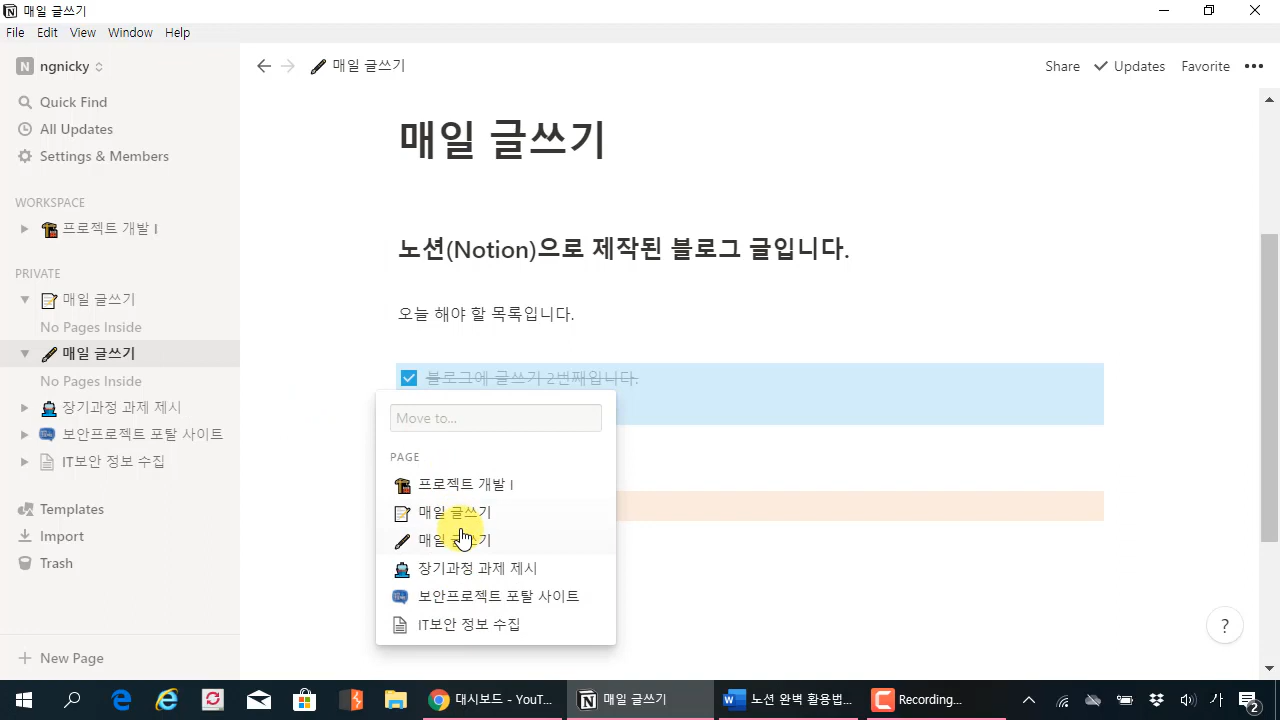 매일 글쓰기
File Edit View Window Help
N ngnicky
매일 글쓰기
Share Updates Favorite
Quick Find
All Updates
Settings & Members
WORKSPACE
프로젝트 개발 I
PRIVATE
매일 글쓰기
No Pages Inside
매일 글쓰기
No Pages Inside
장기과정 과제 제시
보안프로젝트 포탈 사이트
IT보안 정보 수집
Templates
Import
Trash
New Page
매일 글쓰기
노션(Notion)으로 제작된 블로그 글입니다.
오늘 해야 할 목록입니다.
블로그에 글쓰기 2번째입니다.
Move to...
PAGE
프로젝트 개발 I
매일 글쓰기
매일 글쓰기
장기과정 과제 제시
보안프로젝트 포탈 사이트
IT보안 정보 수집
?
대시보드 - YouT...
매일 글쓰기
노션 완벽 활용법...
Recording...
가
2